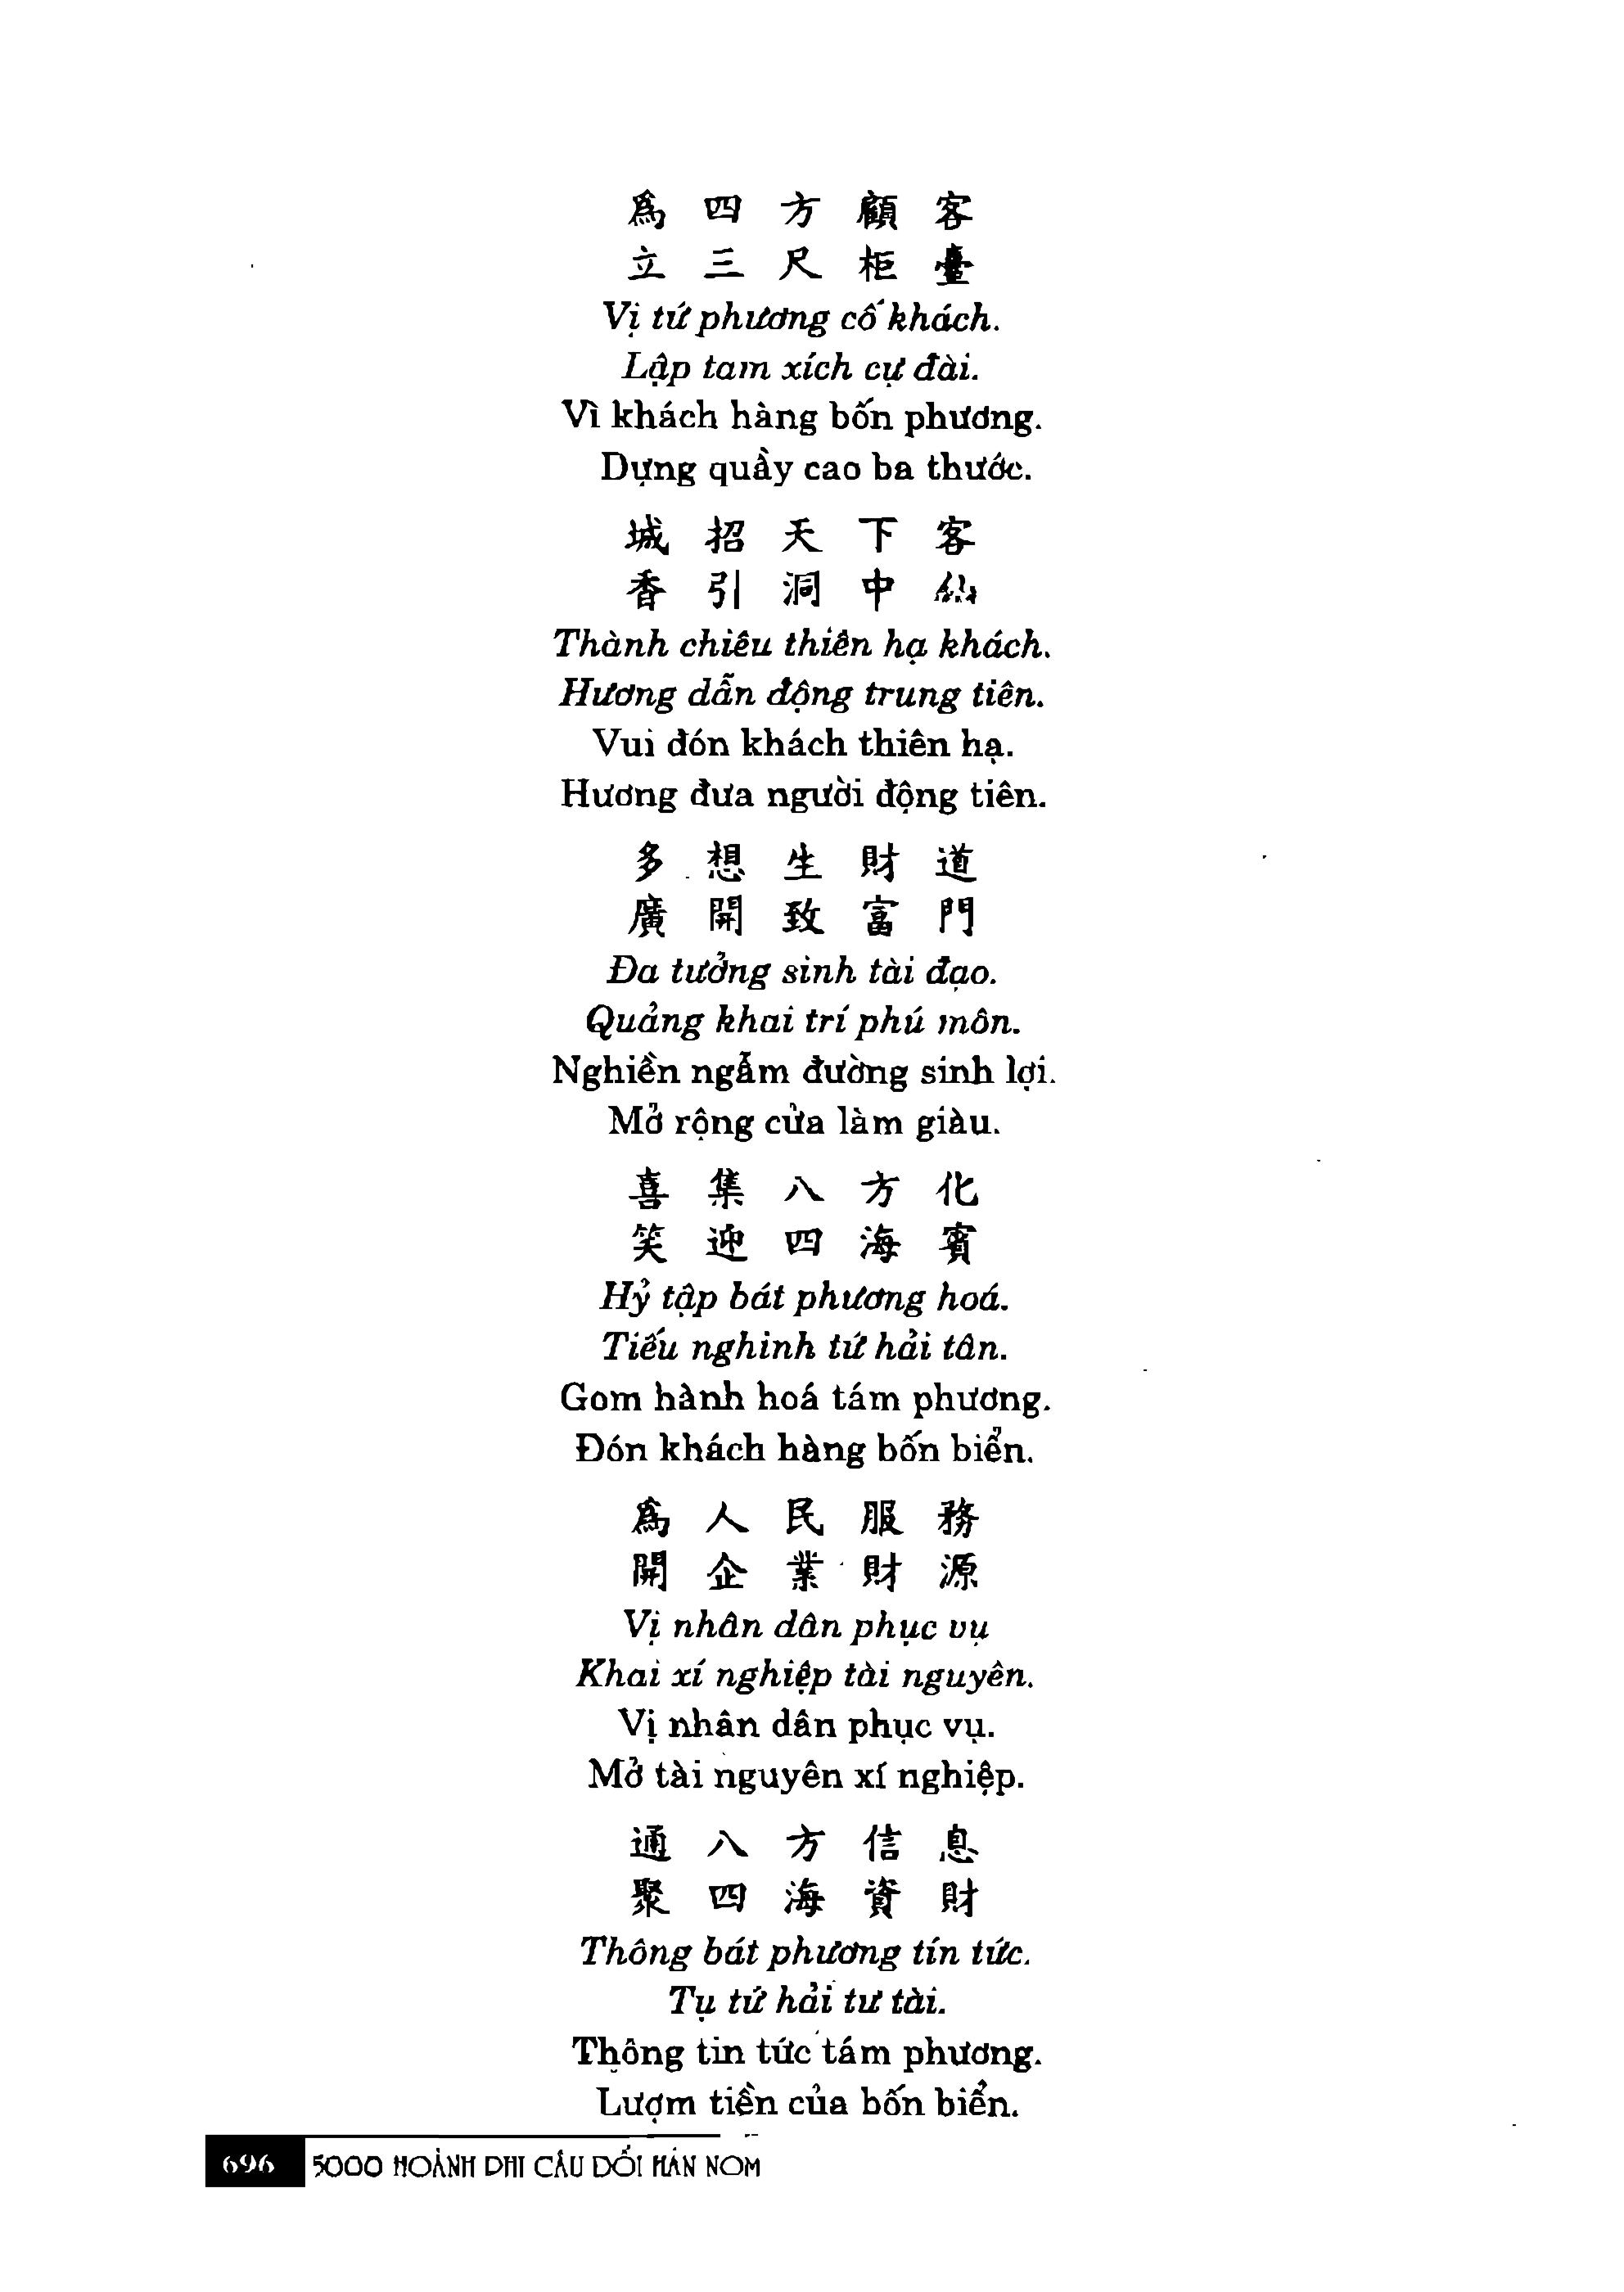 為四方顧客
立三尺柜臺
Vị tứ phương cố khách.
Lập tam xích cự đài.
Vì khách hàng bốn phương.
Dựng quầy cao ba thước.
城招天下客
香引洞中仙
Thành chiêu thiên hạ khách.
Hương dẫn động trung tiên.
Vui đón khách thiên hạ.
Hương đưa người động tiên.
多想生財道
廣開致富門
Đa tưởng sinh tài đạo.
Quảng khai trí phú môn.
Nghiền ngẫm đường sinh lợi.
Mở rộng cửa làm giàu.
喜集八方化
笑迎四海賓
Hỷ tập bát phương hoá.
Tiếu nghinh tứ hải tân.
Gom hành hoá tám phương.
Đón khách hàng bốn biển.
為人民服務
開企業財源
Vị nhân dân phục vụ
Khai xí nghiệp tài nguyên.
Vị nhân dân phục vụ.
Mở tài nguyên xí nghiệp.
通八方信息
聚四海資財
Thông bát phương tín tức.
Tụ tứ hải tư tài.
Thông tin tức tám phương.
Lượm tiền của bốn biển.
696 5000 HOÀNH PHI CÂU ĐỐI HÁN NÔM